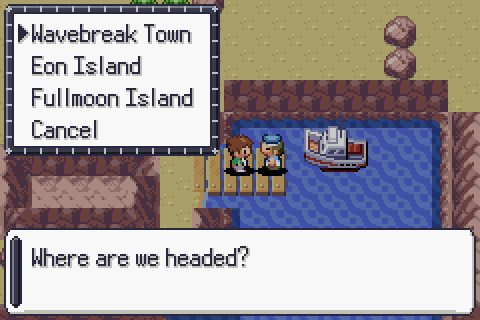 Wavebreak Town
Eon Island
Fullmoon Island
Cancel
Where are we headed?